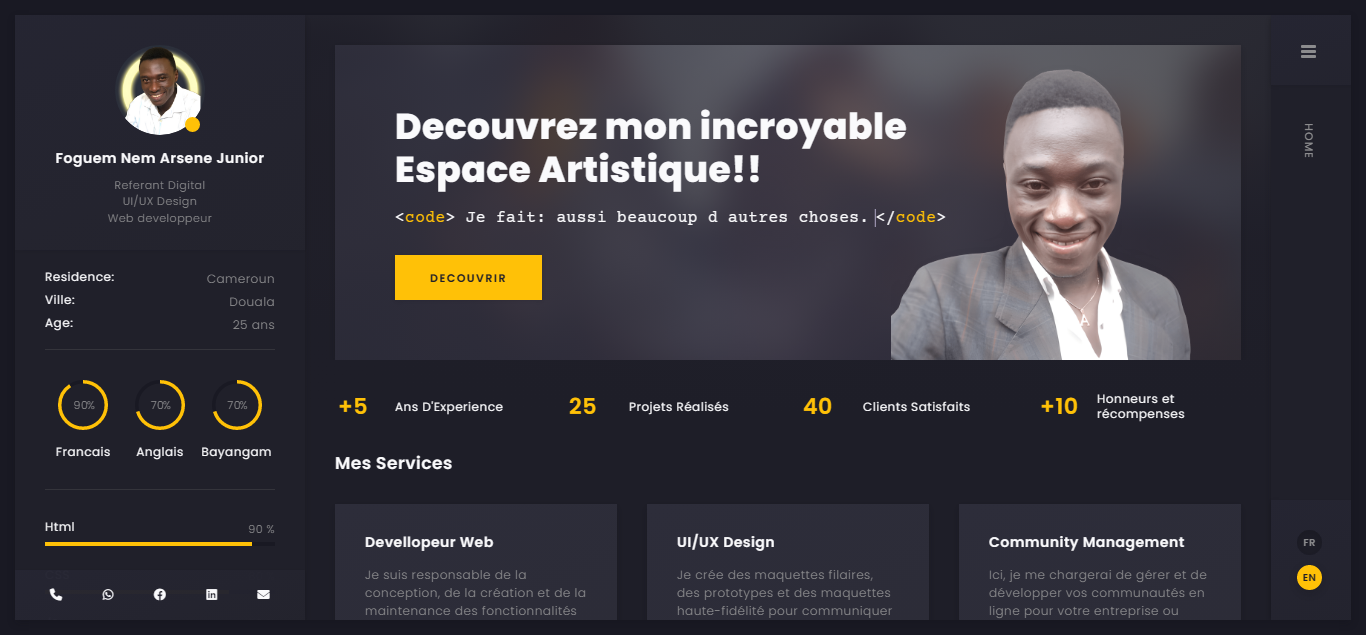 Foguem Nem Arsene Junior
Referant Digital
UI/UX Design
Web developpeur
Residence: Cameroun
Ville: Douala
Age: 25 ans
90% 70% 70%
Francais Anglais Bayangam
Html 90 %
Decouvrez mon incroyable
Espace Artistique!!
<code> Je fait: aussi beaucoup d autres choses. </code>
DECOUVRIR
A
+5 Ans D'Experience
25 Projets Réalisés
40 Clients Satisfaits
+10 Honneurs et
récompenses
Mes Services
Devellopeur Web
Je suis responsable de la
conception, de la création et de la
maintenance des fonctionnalités
UI/UX Design
Je crée des maquettes filaires,
des prototypes et des maquettes
haute-fidélité pour communiquer
Community Management
Ici, je me chargerai de gérer et de
développer vos communautés en
ligne pour votre entreprise ou
HOME
FR
EN